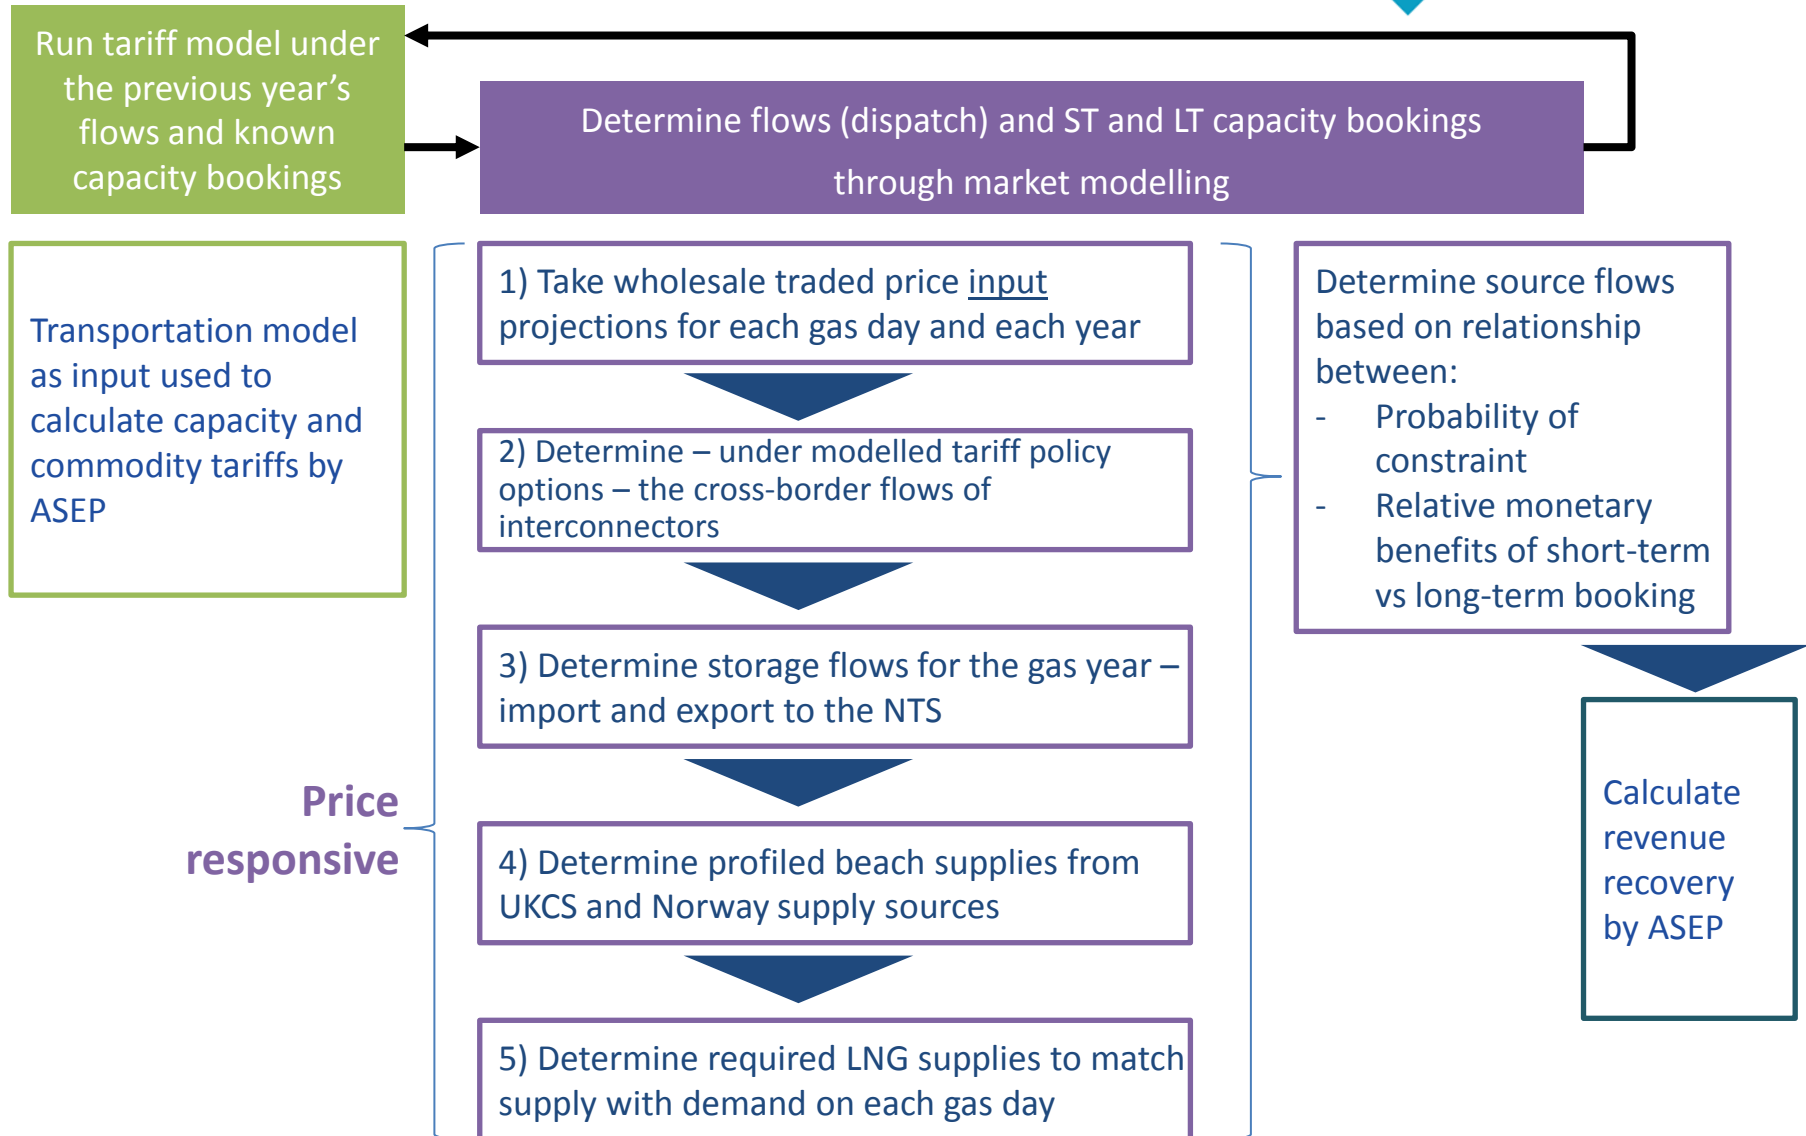 Run tariff model under
the previous year’s
flows and known
capacity bookings
Determine flows (dispatch) and ST and LT capacity bookings
through market modelling
Transportation model
as input used to
calculate capacity and
commodity tariffs by
ASEP
Price
responsive
1) Take wholesale traded price input
projections for each gas day and each year
2) Determine – under modelled tariff policy
options – the cross-border flows of
interconnectors
3) Determine storage flows for the gas year –
import and export to the NTS
4) Determine profiled beach supplies from
UKCS and Norway supply sources
5) Determine required LNG supplies to match
supply with demand on each gas day
Determine source flows
based on relationship
between:
- Probability of
constraint
- Relative monetary
benefits of short-term
vs long-term booking
Calculate
revenue
recovery
by ASEP